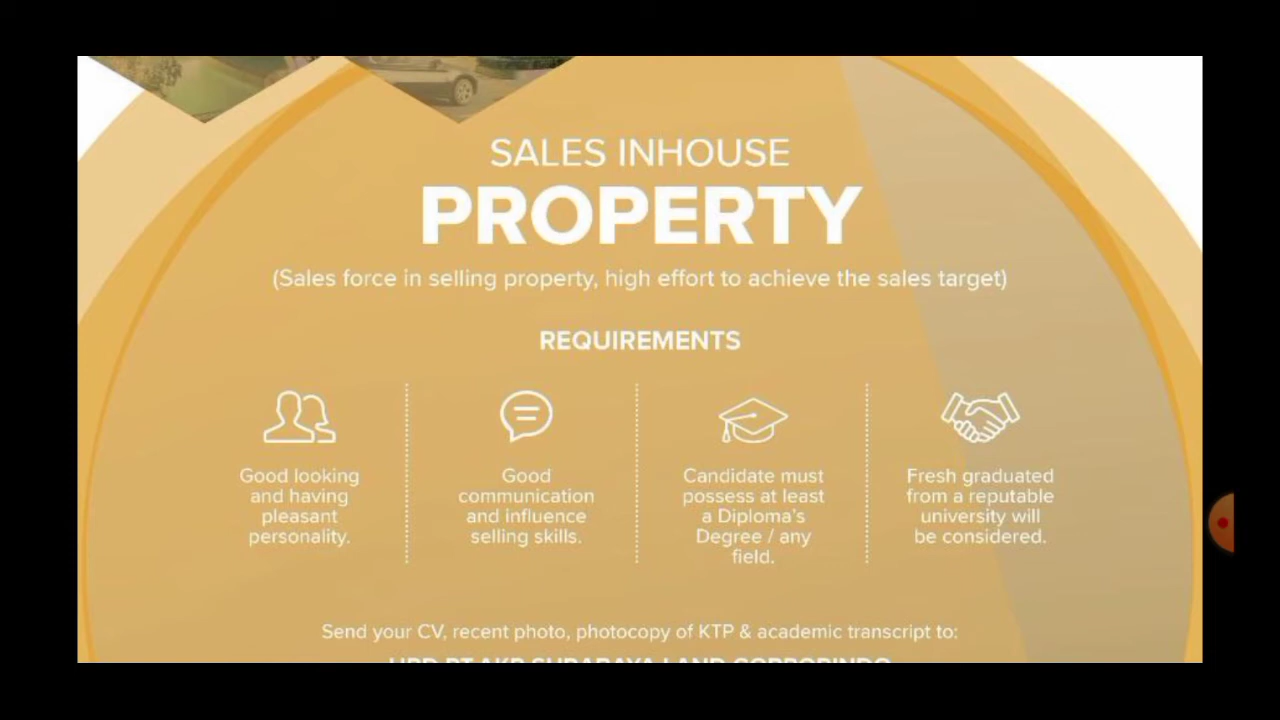 SALES INHOUSE
PROPERTY
(Sales force in selling property, high effort to achieve the sales target)
REQUIREMENTS
Good looking
and having
pleasant
personality.
Good
communication
and influence
selling skills.
Candidate must
possess at least
a Diploma's
Degree / any
field.
Fresh graduated
from a reputable
university will
be considered.
Send your CV, recent photo, photocopy of KTP & academic transcript to: